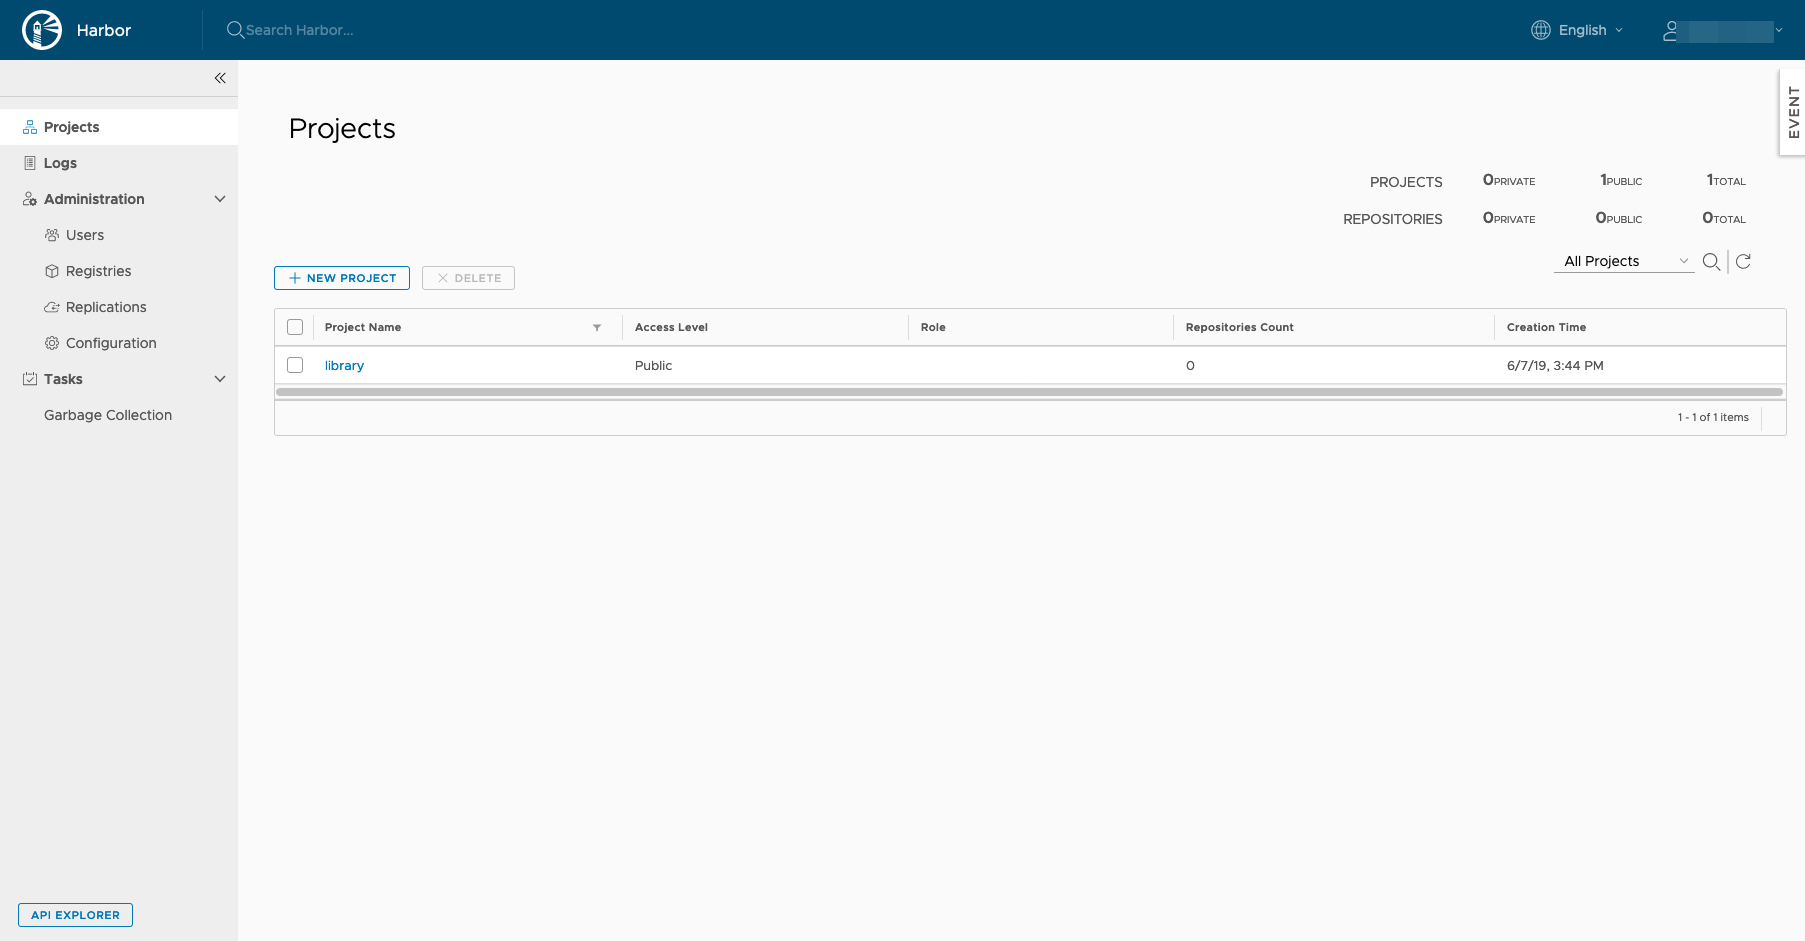 Harbor
Search Harbor...
English
EVENT
Projects
Logs
Administration
Users
Registries
Replications
Configuration
Tasks
Garbage Collection
API EXPLORER
Projects
PROJECTS 0PRIVATE 1PUBLIC 1TOTAL
REPOSITORIES 0PRIVATE 0PUBLIC 0TOTAL
All Projects
NEW PROJECT DELETE
Project Name Access Level Role Repositories Count Creation Time
library Public 0 6/7/19, 3:44 PM
1 - 1 of 1 items